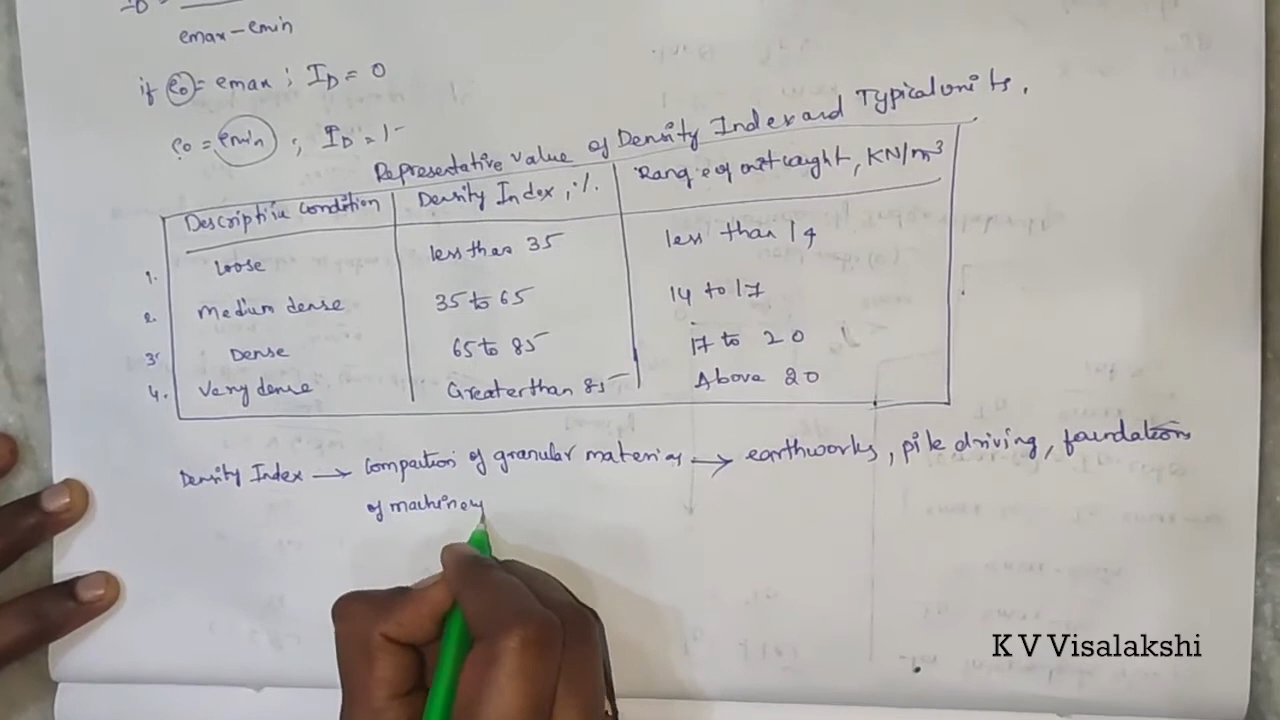 emax - emin
if e₀ = emax ; I_D = 0
e₀ = emin ; I_D = 1
Representative value of Density Index and Typical units.
Descriptive condition Density Index, % Range of unit weight, KN/m³
1. Loose less than 35 less than 14
2. Medium dense 35 to 65 14 to 17
3. Dense 65 to 85 17 to 20
4. Very dense Greater than 85 Above 20
Density Index → Compaction of granular materials → earthworks, pile driving, foundations
of machinery
K V Visalakshi